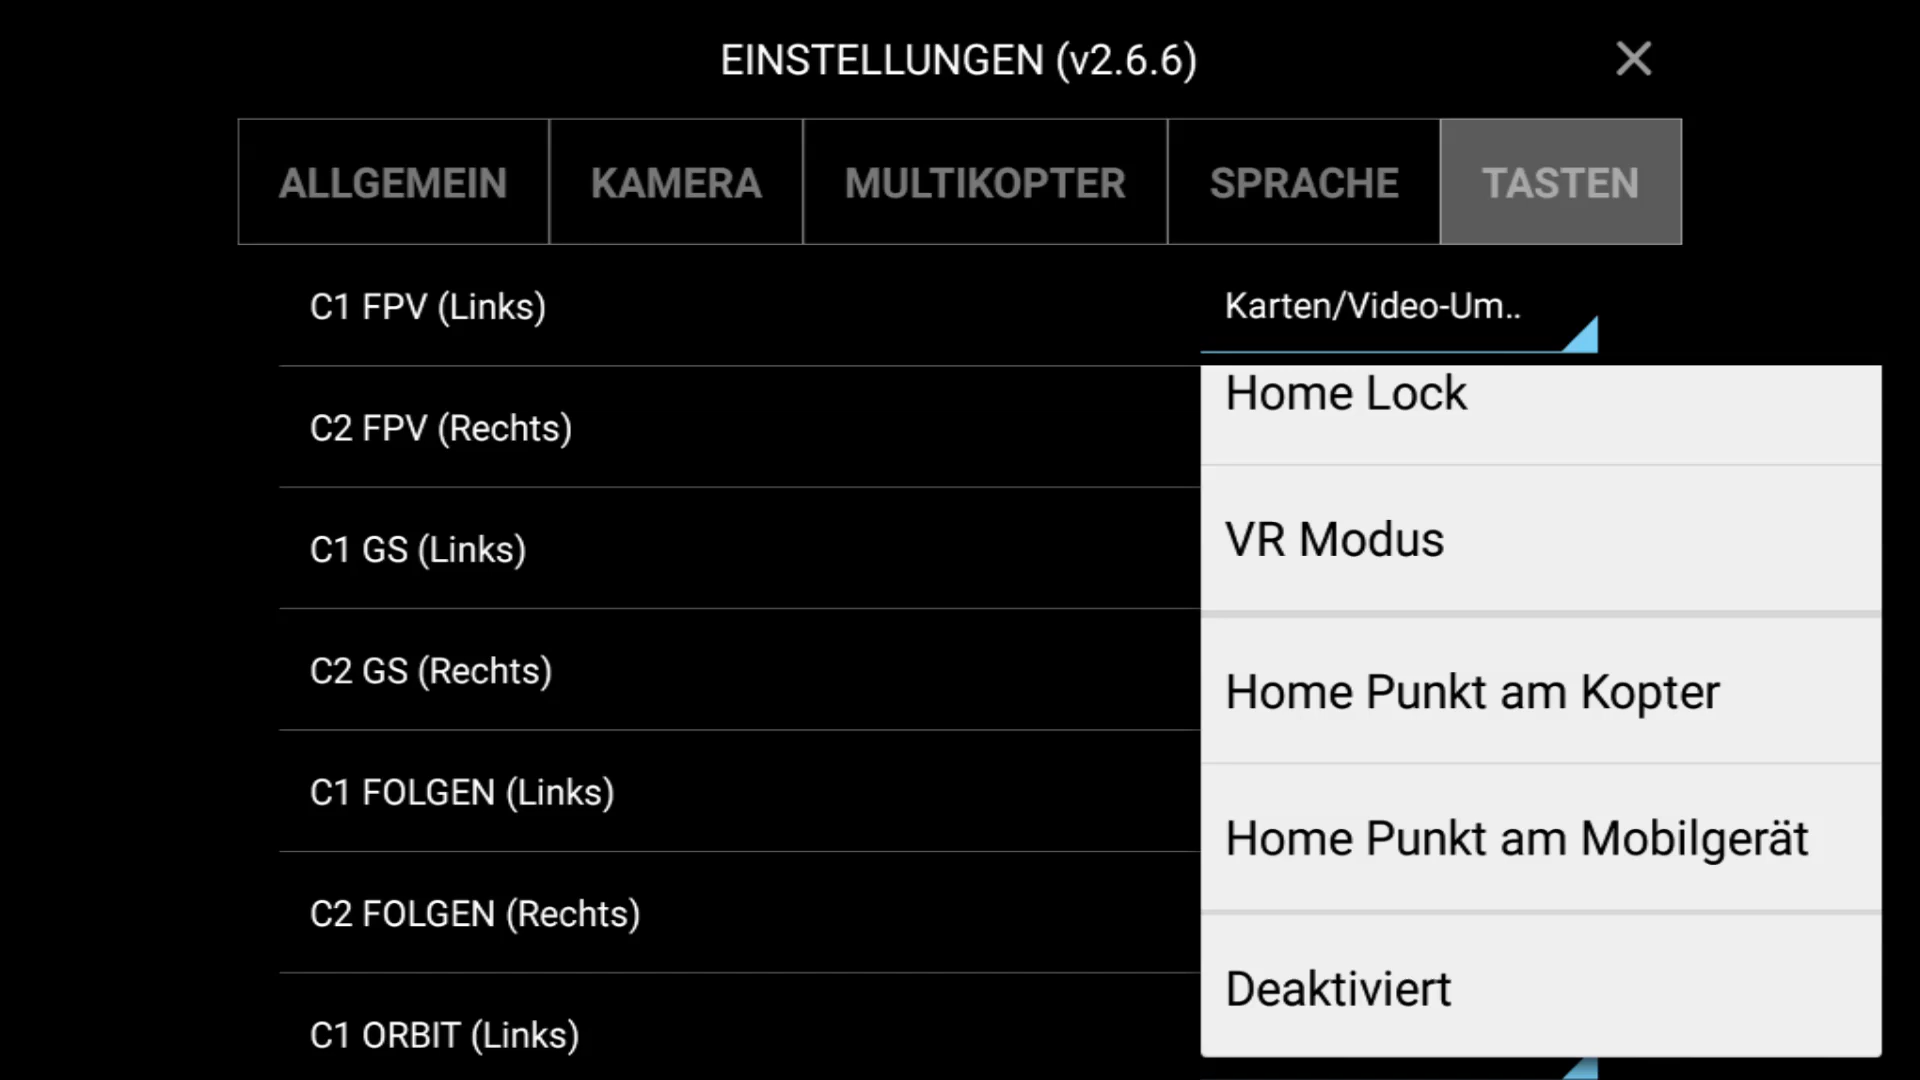 EINSTELLUNGEN (v2.6.6)
ALLGEMEIN KAMERA MULTIKOPTER SPRACHE TASTEN
C1 FPV (Links) Karten/Video-Um..
Home Lock
C2 FPV (Rechts)
VR Modus
C1 GS (Links)
C2 GS (Rechts)
Home Punkt am Kopter
C1 FOLGEN (Links)
Home Punkt am Mobilgerät
C2 FOLGEN (Rechts)
Deaktiviert
C1 ORBIT (Links)